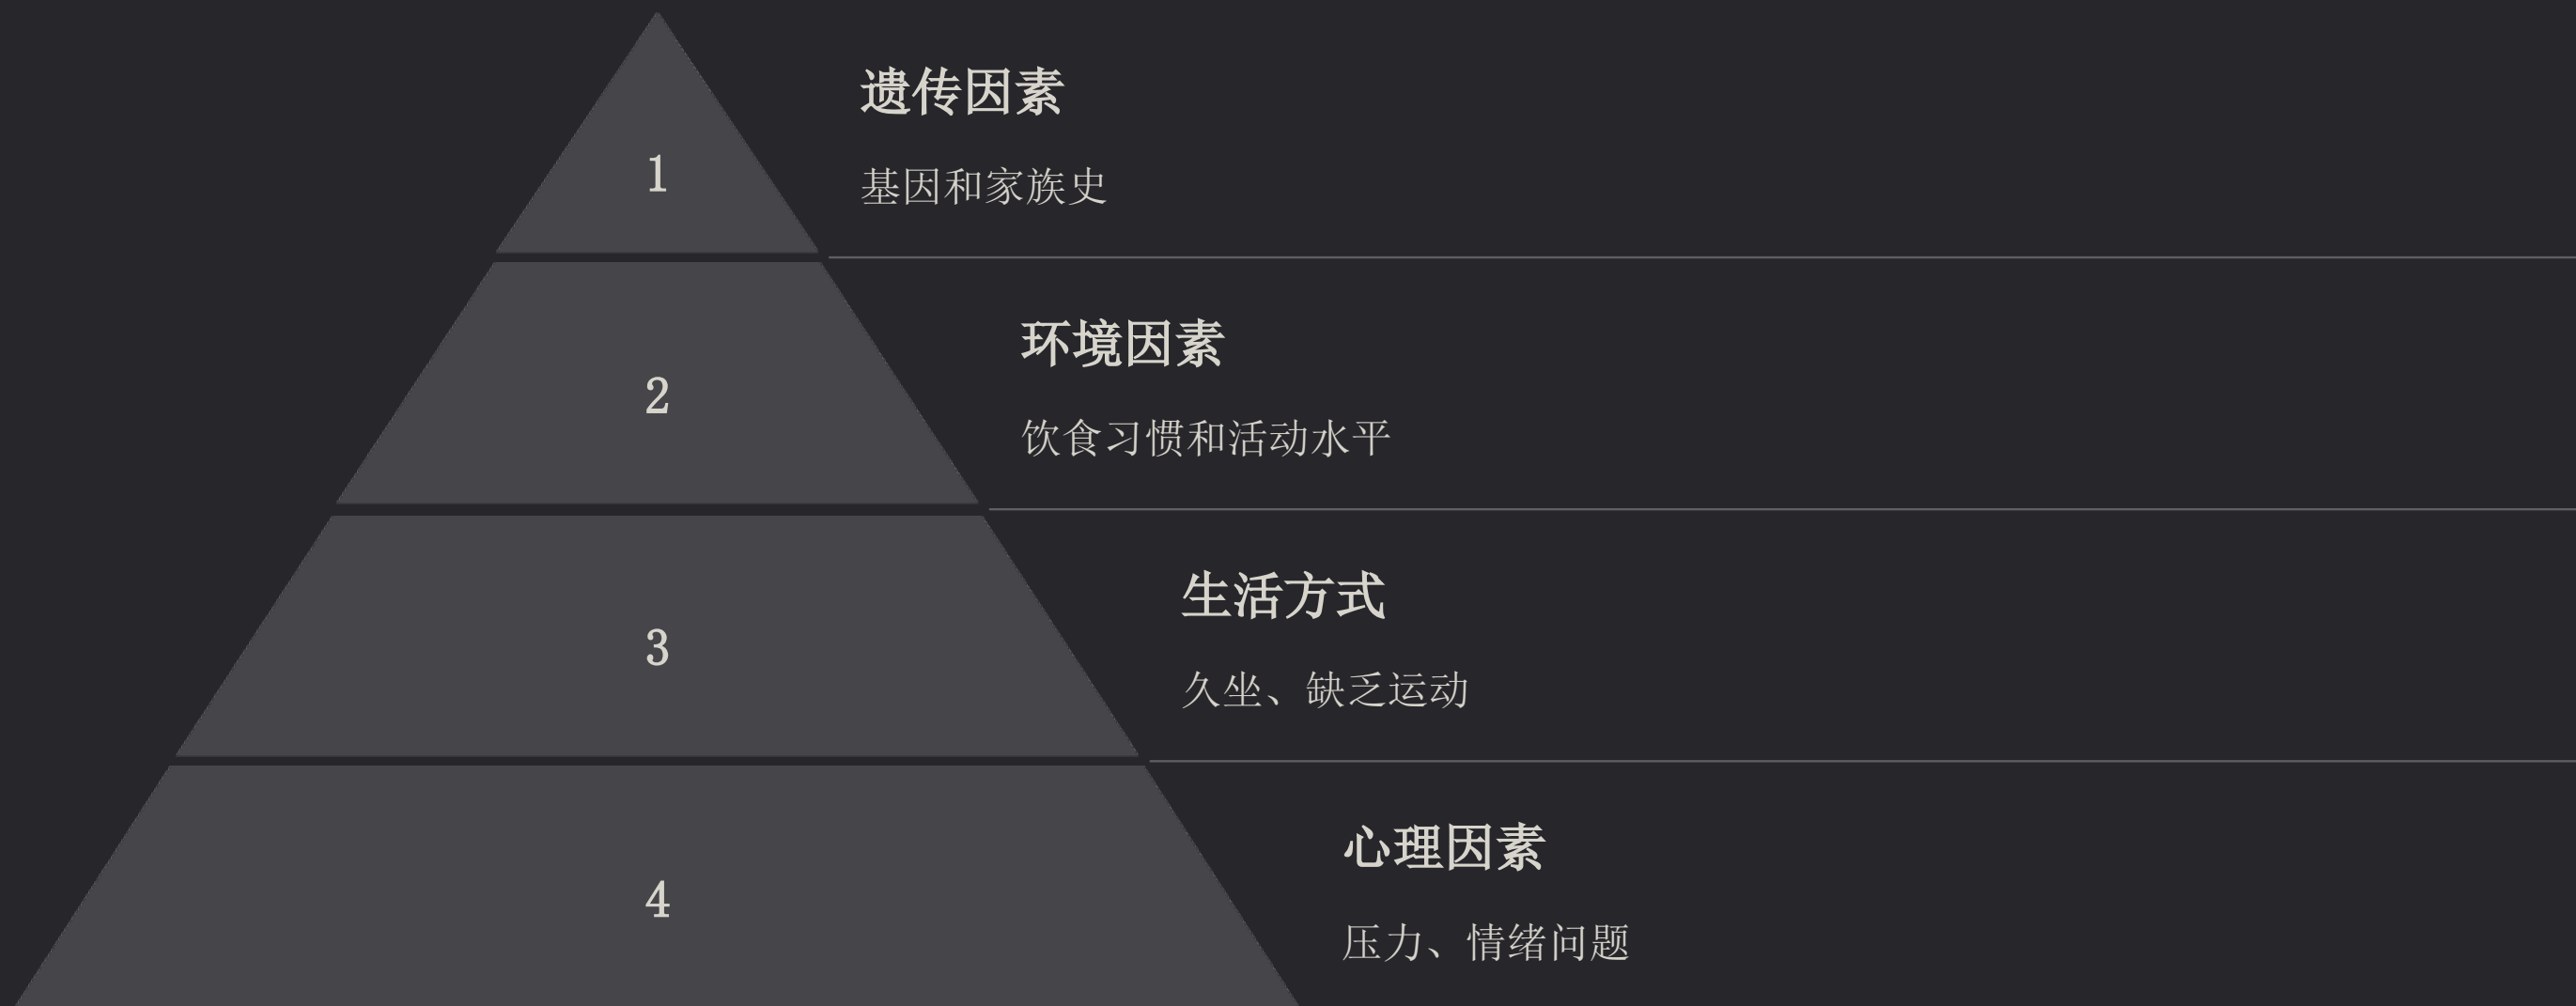 1
遗传因素
基因和家族史
2
环境因素
饮食习惯和活动水平
3
生活方式
久坐、缺乏运动
4
心理因素
压力、情绪问题